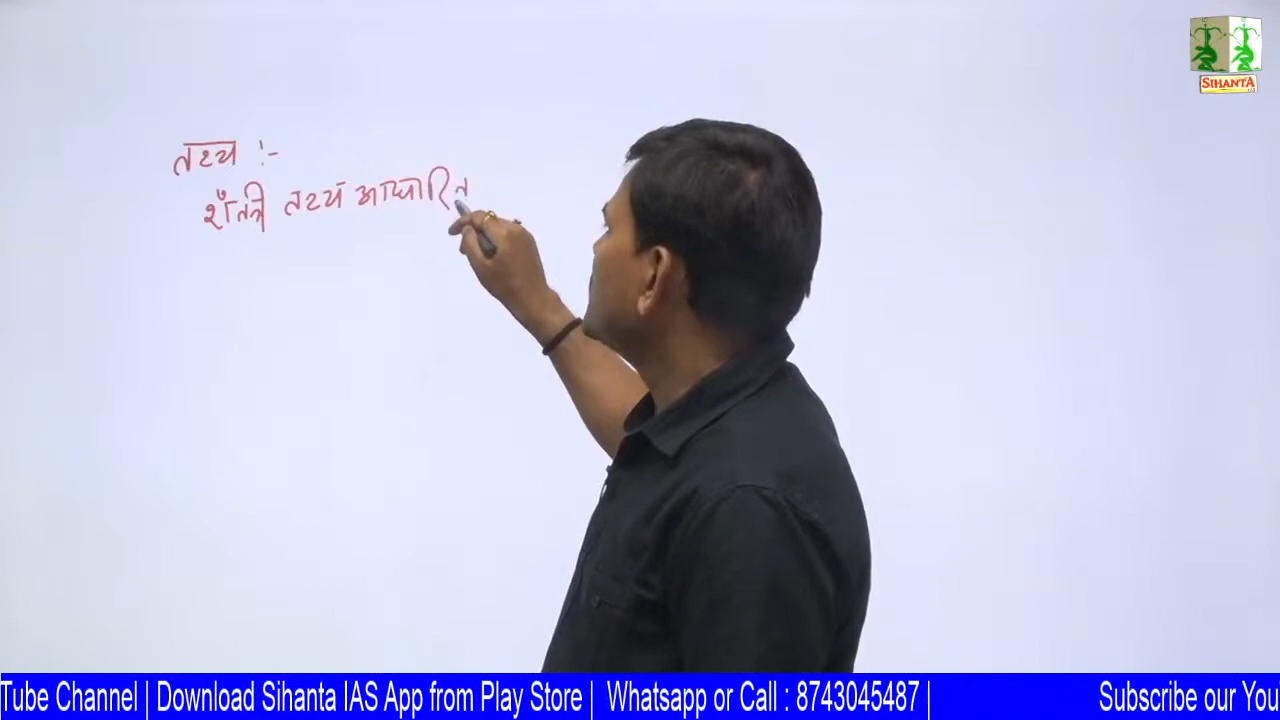 SIHANTA
IAS
तथ्य :-
तथ्य आधारित
Tube Channel | Download Sihanta IAS App from Play Store | Whatsapp or Call : 8743045487 | Subscribe our You